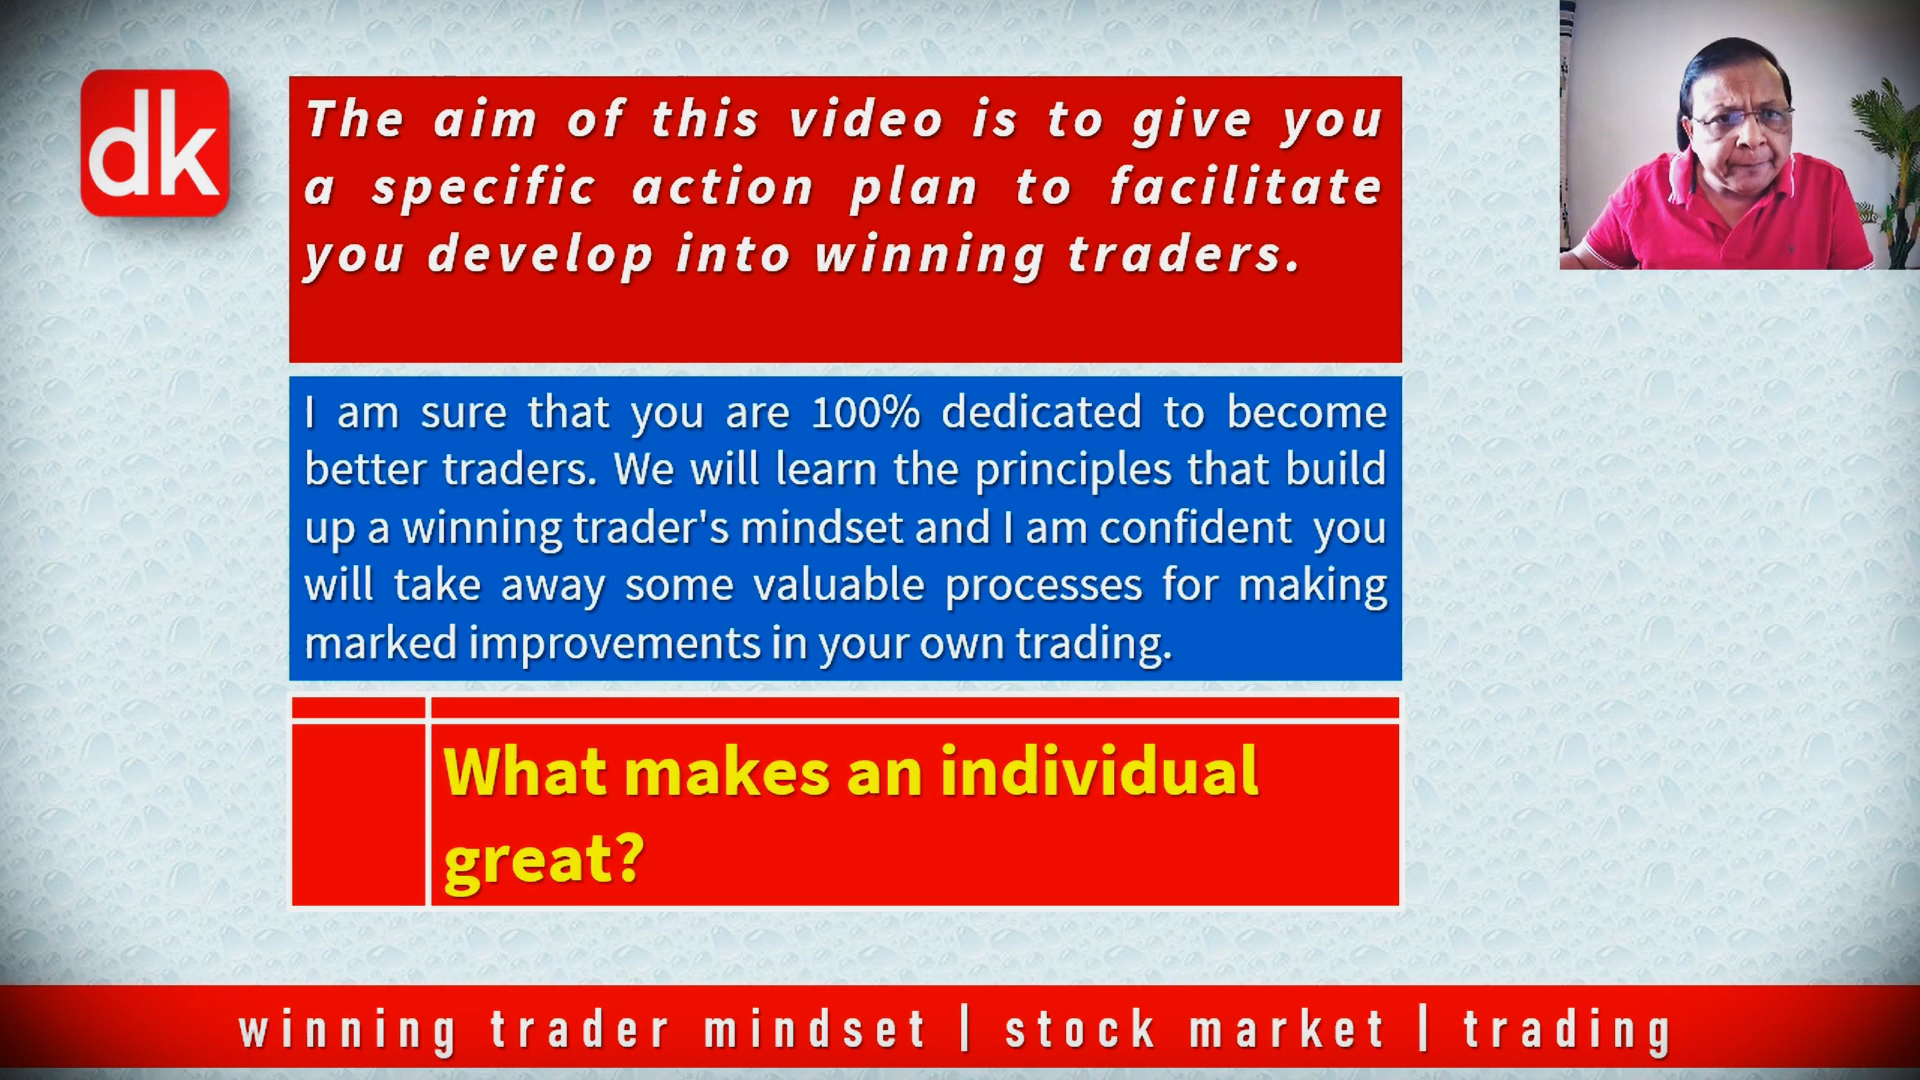 dk
The aim of this video is to give you
a specific action plan to facilitate
you develop into winning traders.
I am sure that you are 100% dedicated to become
better traders. We will learn the principles that build
up a winning trader's mindset and I am confident you
will take away some valuable processes for making
marked improvements in your own trading.
What makes an individual
great?
winning trader mindset | stock market | trading